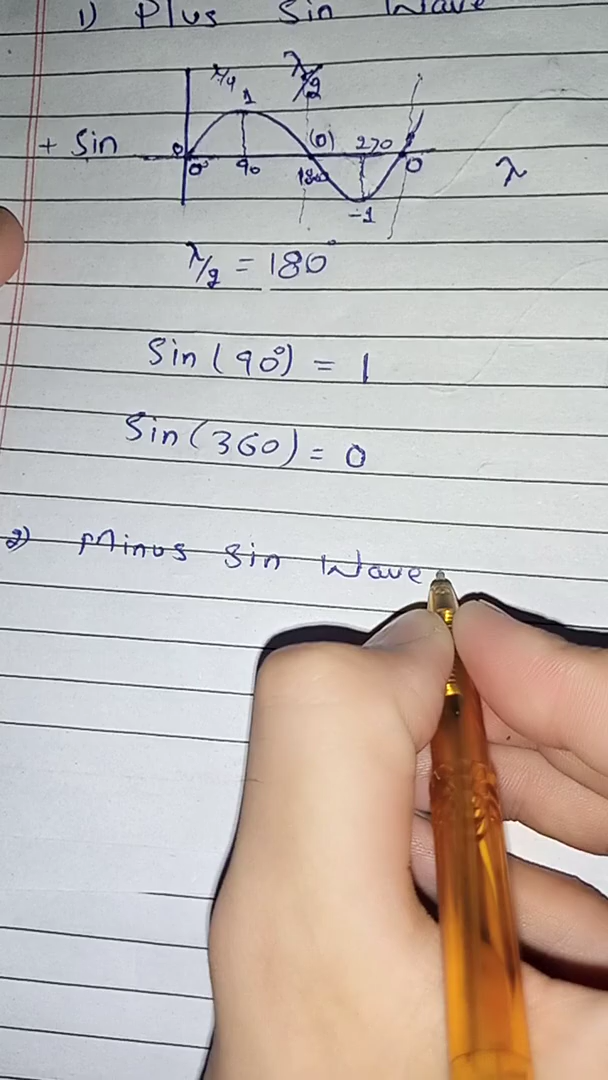 1) Plus Sin Wave
λ/4 λ/2
1
+ Sin 0 (0) 270
0° 90 180 0 λ
-1
λ/2 = 180°
Sin (90°) = 1
Sin (360) = 0
2) Minus Sin Wave